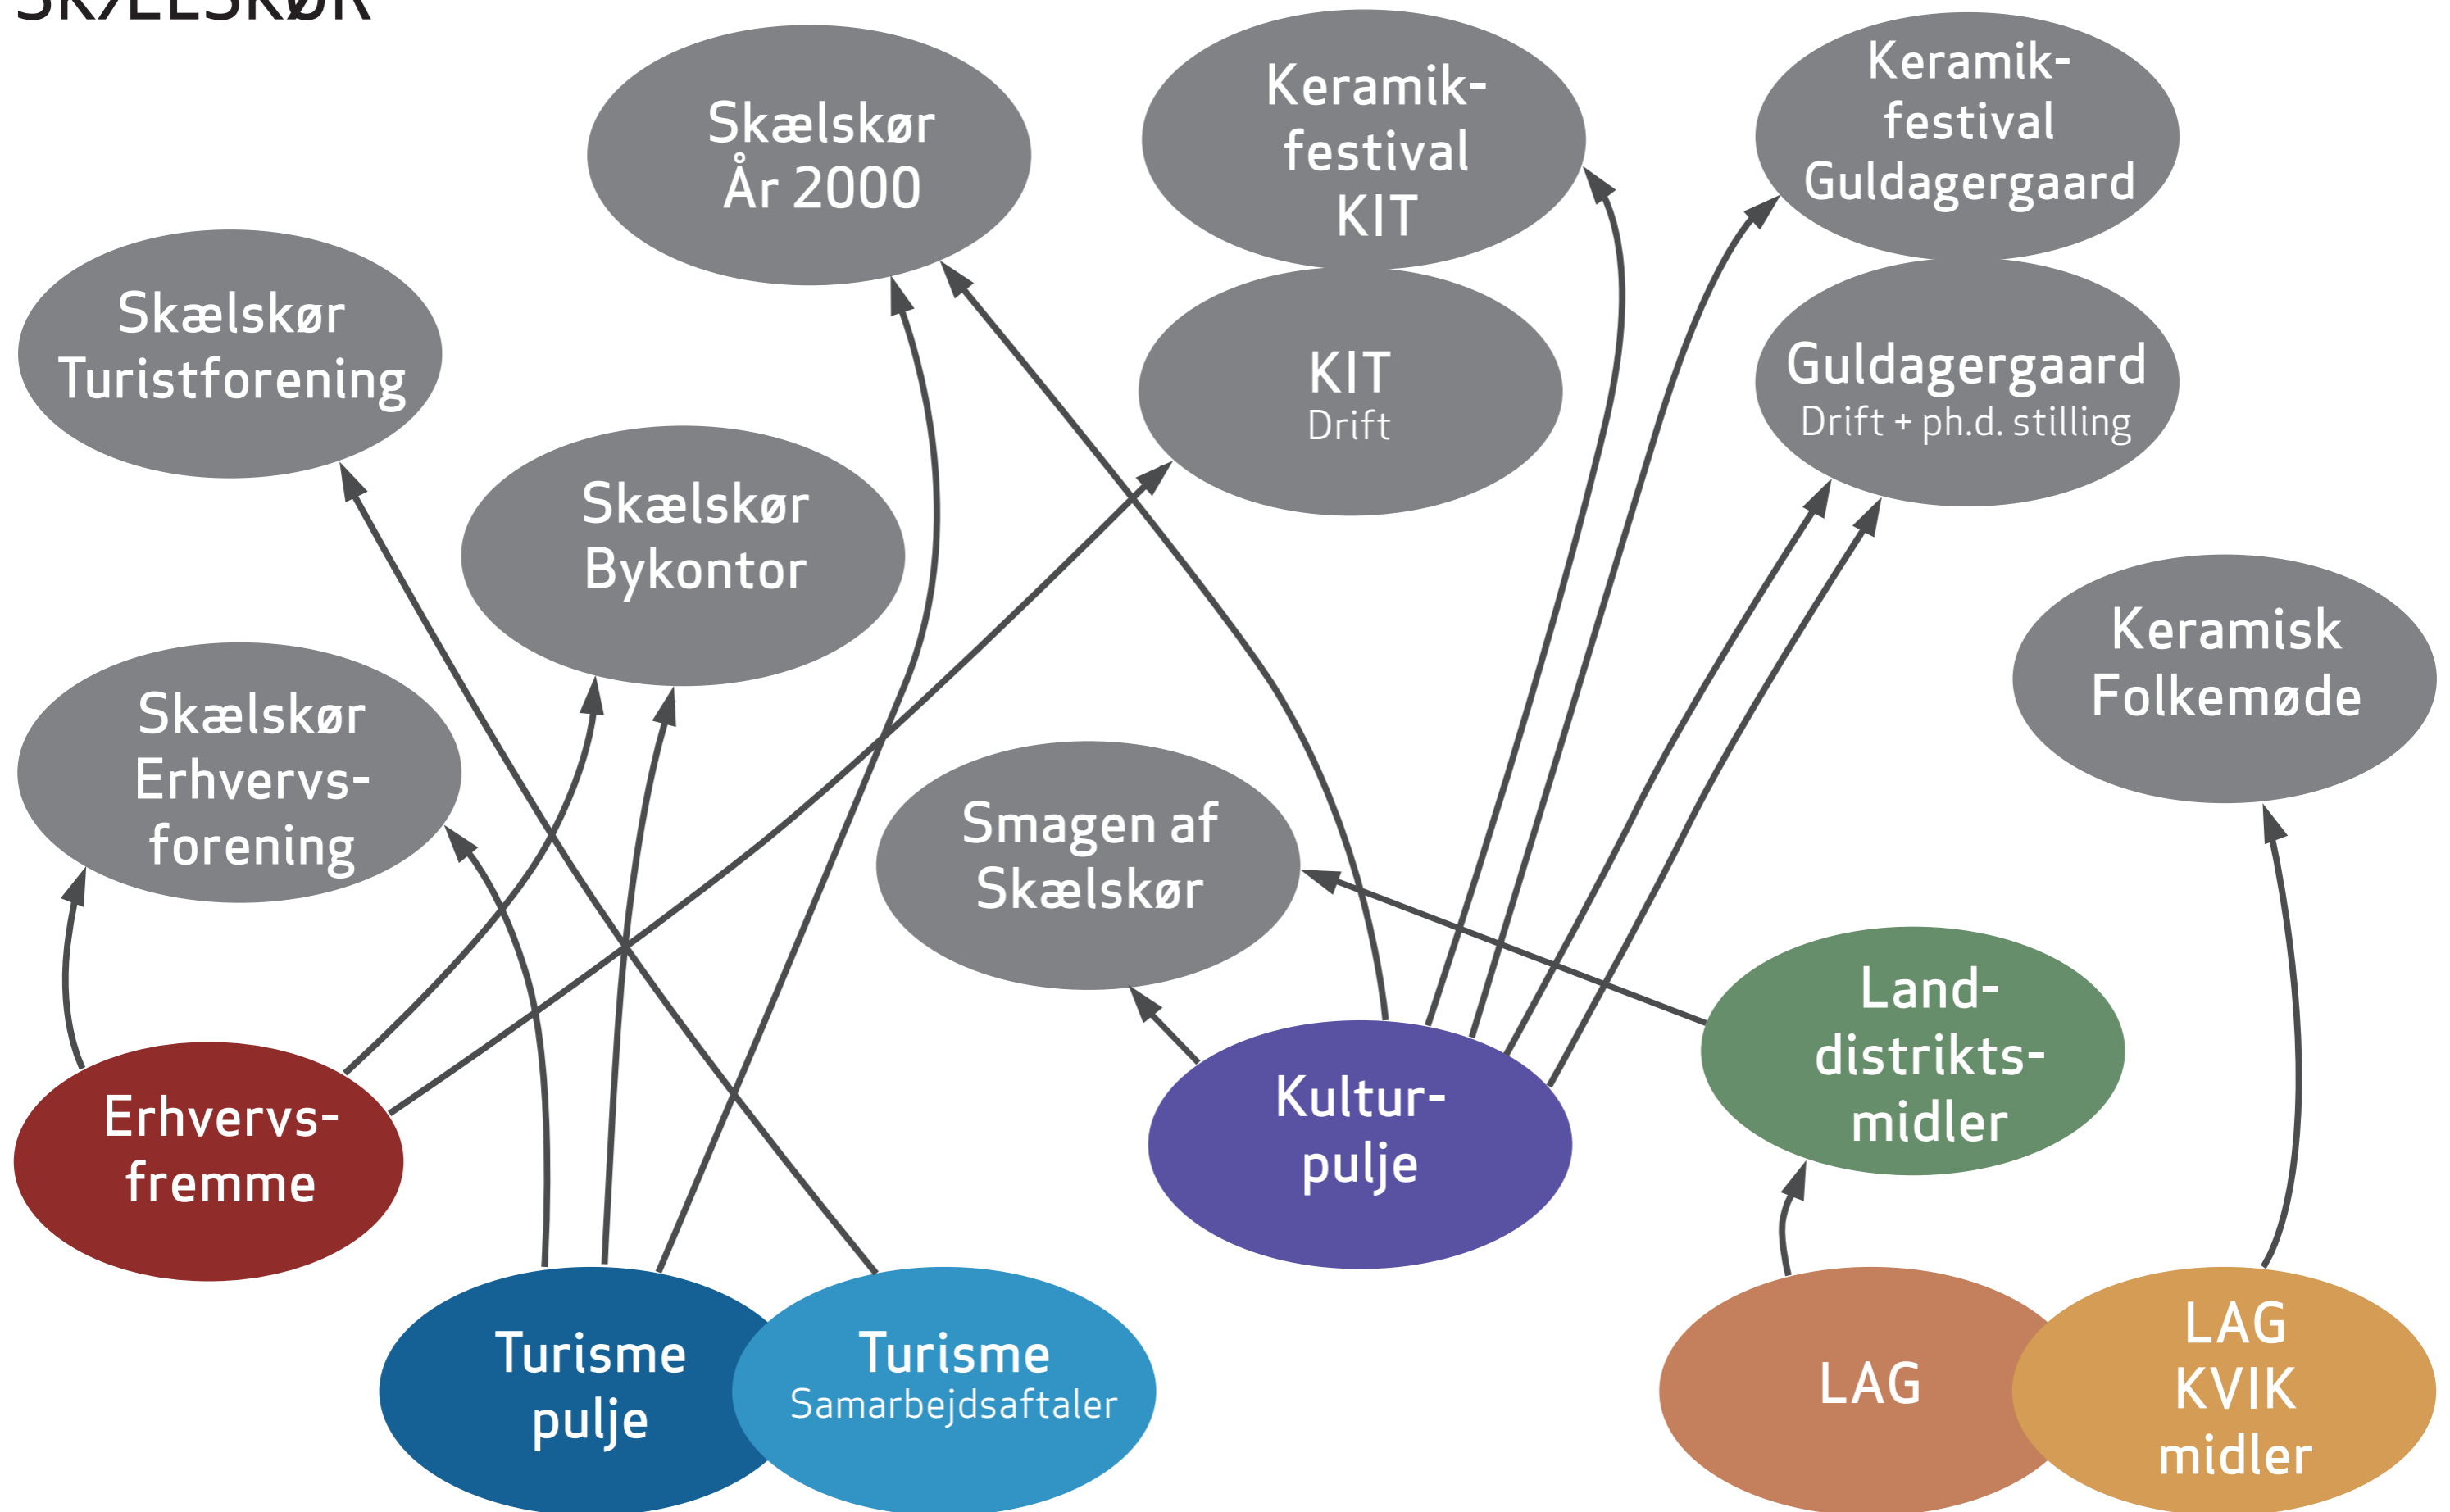 SKÆLSKØR
Skælskør
År 2000
Keramik-
festival
KIT
Keramik-
festival
Guldagergaard
Skælskør
Turistforening
KIT
Drift
Guldagergaard
Drift + ph.d. stilling
Skælskør
Bykontor
Keramisk
Folkemøde
Skælskør
Erhvervs-
forening
Smagen af
Skælskør
Land-
distrikts-
midler
Erhvervs-
fremme
Kultur-
pulje
Turisme
pulje
Turisme
Samarbejdsaftaler
LAG
LAG
KVIK
midler